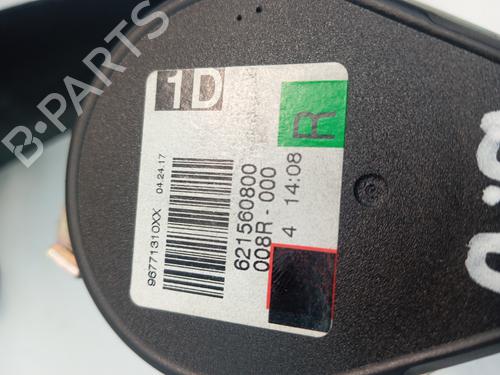 1D
R
96771310XX 04.24.17
621560800
008R - 000
4 14:08
B-PARTS